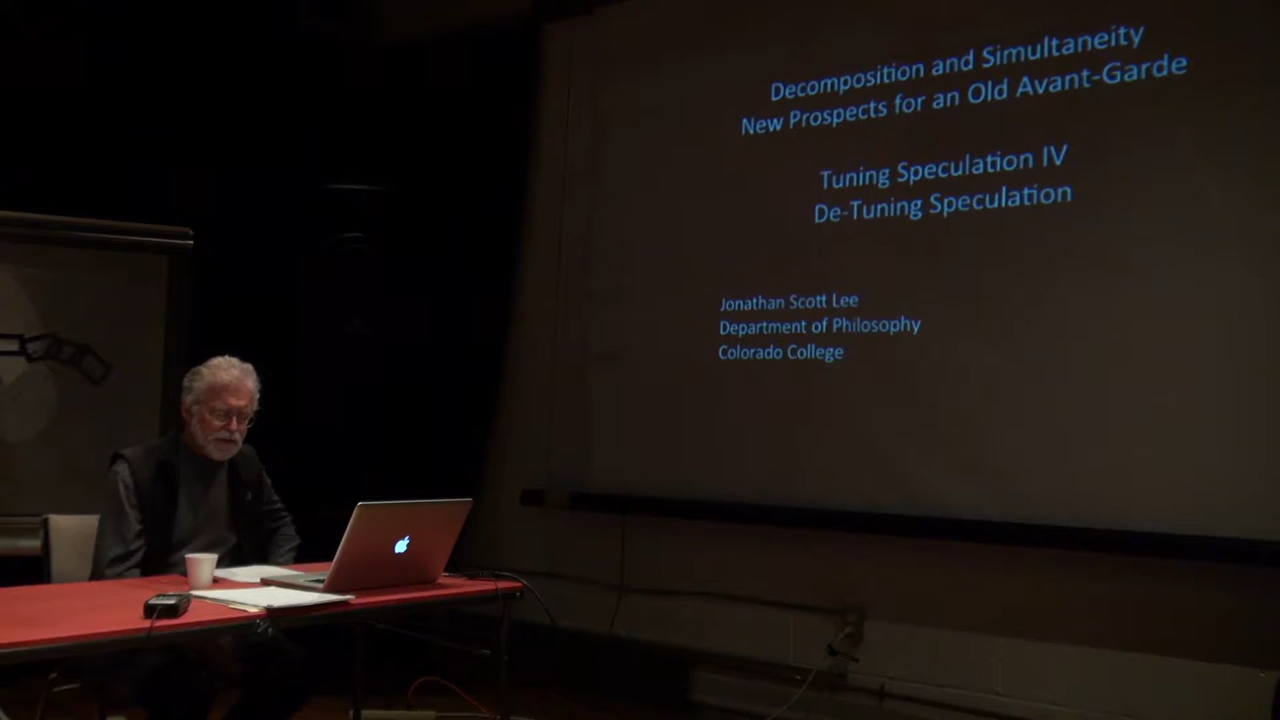 Decomposition and Simultaneity
New Prospects for an Old Avant-Garde
Tuning Speculation IV
De-Tuning Speculation
Jonathan Scott Lee
Department of Philosophy
Colorado College